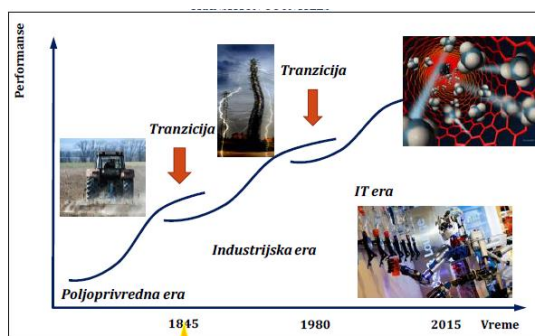 Performanse
Tranzicija
Tranzicija
IT era
Industrijska era
Poljoprivredna era
1845
1980
2015
Vreme